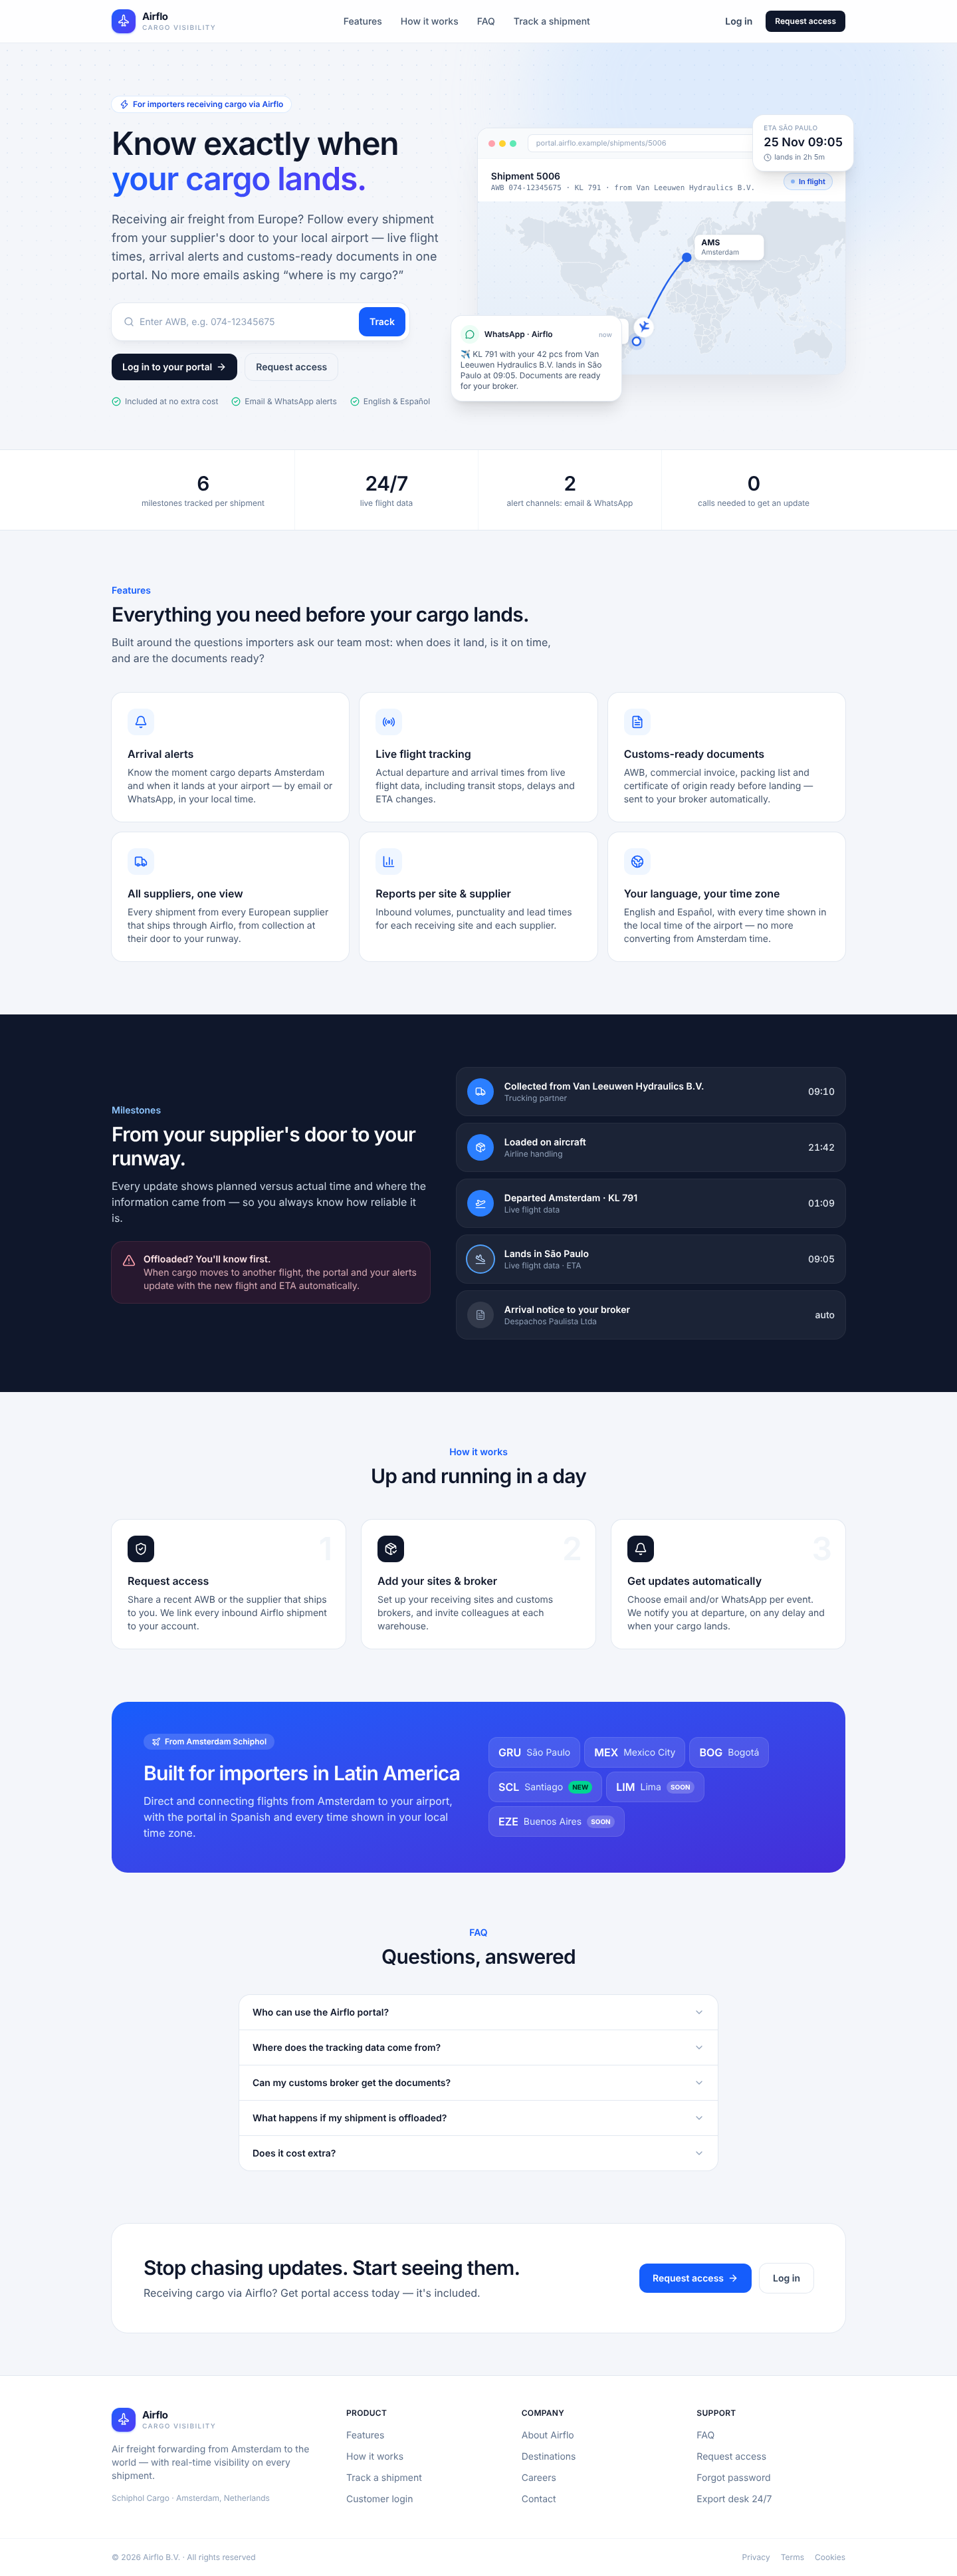 Airflo
CARGO VISIBILITY
Features
How it works
FAQ
Track a shipment
Log in
Request access
For importers receiving cargo via Airflo
Know exactly when
your cargo lands.
Receiving air freight from Europe? Follow every shipment
from your supplier's door to your local airport — live flight
times, arrival alerts and customs-ready documents in one
portal. No more emails asking “where is my cargo?”
Enter AWB, e.g. 074-12345675
Track
Log in to your portal
Request access
Included at no extra cost
Email & WhatsApp alerts
English & Español
portal.airflo.example/shipments/5006
ETA SÃO PAULO
25 Nov 09:05
lands in 2h 5m
Shipment 5006
AWB 074-12345675 · KL 791 · from Van Leeuwen Hydraulics B.V.
In flight
AMS
Amsterdam
WhatsApp · Airflo
now
✈️ KL 791 with your 42 pcs from Van
Leeuwen Hydraulics B.V. lands in São
Paulo at 09:05. Documents are ready
for your broker.
6
milestones tracked per shipment
24/7
live flight data
2
alert channels: email & WhatsApp
0
calls needed to get an update
Features
Everything you need before your cargo lands.
Built around the questions importers ask our team most: when does it land, is it on time,
and are the documents ready?
Arrival alerts
Know the moment cargo departs Amsterdam
and when it lands at your airport — by email or
WhatsApp, in your local time.
Live flight tracking
Actual departure and arrival times from live
flight data, including transit stops, delays and
ETA changes.
Customs-ready documents
AWB, commercial invoice, packing list and
certificate of origin ready before landing —
sent to your broker automatically.
All suppliers, one view
Every shipment from every European supplier
that ships through Airflo, from collection at
their door to your runway.
Reports per site & supplier
Inbound volumes, punctuality and lead times
for each receiving site and each supplier.
Your language, your time zone
English and Español, with every time shown in
the local time of the airport — no more
converting from Amsterdam time.
Milestones
From your supplier's door to your
runway.
Every update shows planned versus actual time and where the
information came from — so you always know how reliable it
is.
Offloaded? You'll know first.
When cargo moves to another flight, the portal and your alerts
update with the new flight and ETA automatically.
Collected from Van Leeuwen Hydraulics B.V.
Trucking partner
09:10
Loaded on aircraft
Airline handling
21:42
Departed Amsterdam · KL 791
Live flight data
01:09
Lands in São Paulo
Live flight data · ETA
09:05
Arrival notice to your broker
Despachos Paulista Ltda
auto
How it works
Up and running in a day
1
Request access
Share a recent AWB or the supplier that ships
to you. We link every inbound Airflo shipment
to your account.
2
Add your sites & broker
Set up your receiving sites and customs
brokers, and invite colleagues at each
warehouse.
3
Get updates automatically
Choose email and/or WhatsApp per event.
We notify you at departure, on any delay and
when your cargo lands.
From Amsterdam Schiphol
Built for importers in Latin America
Direct and connecting flights from Amsterdam to your airport,
with the portal in Spanish and every time shown in your local
time zone.
GRU São Paulo
MEX Mexico City
BOG Bogotá
SCL Santiago NEW
LIM Lima SOON
EZE Buenos Aires SOON
FAQ
Questions, answered
Who can use the Airflo portal?
Where does the tracking data come from?
Can my customs broker get the documents?
What happens if my shipment is offloaded?
Does it cost extra?
Stop chasing updates. Start seeing them.
Receiving cargo via Airflo? Get portal access today — it's included.
Request access
Log in
Airflo
CARGO VISIBILITY
Air freight forwarding from Amsterdam to the
world — with real-time visibility on every
shipment.
Schiphol Cargo · Amsterdam, Netherlands
PRODUCT
Features
How it works
Track a shipment
Customer login
COMPANY
About Airflo
Destinations
Careers
Contact
SUPPORT
FAQ
Request access
Forgot password
Export desk 24/7
© 2026 Airflo B.V. · All rights reserved
Privacy
Terms
Cookies